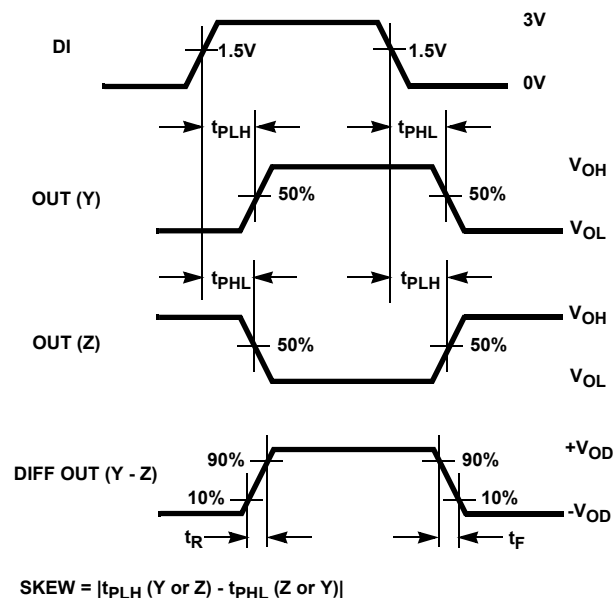 DI
3V
1.5V
1.5V
0V
tPLH
tPHL
OUT (Y)
50%
50%
VOH
VOL
tPHL
tPLH
OUT (Z)
50%
50%
VOH
VOL
DIFF OUT (Y - Z)
90%
90%
+VOD
10%
10%
-VOD
tR
tF
SKEW = |tPLH (Y or Z) - tPHL (Z or Y)|